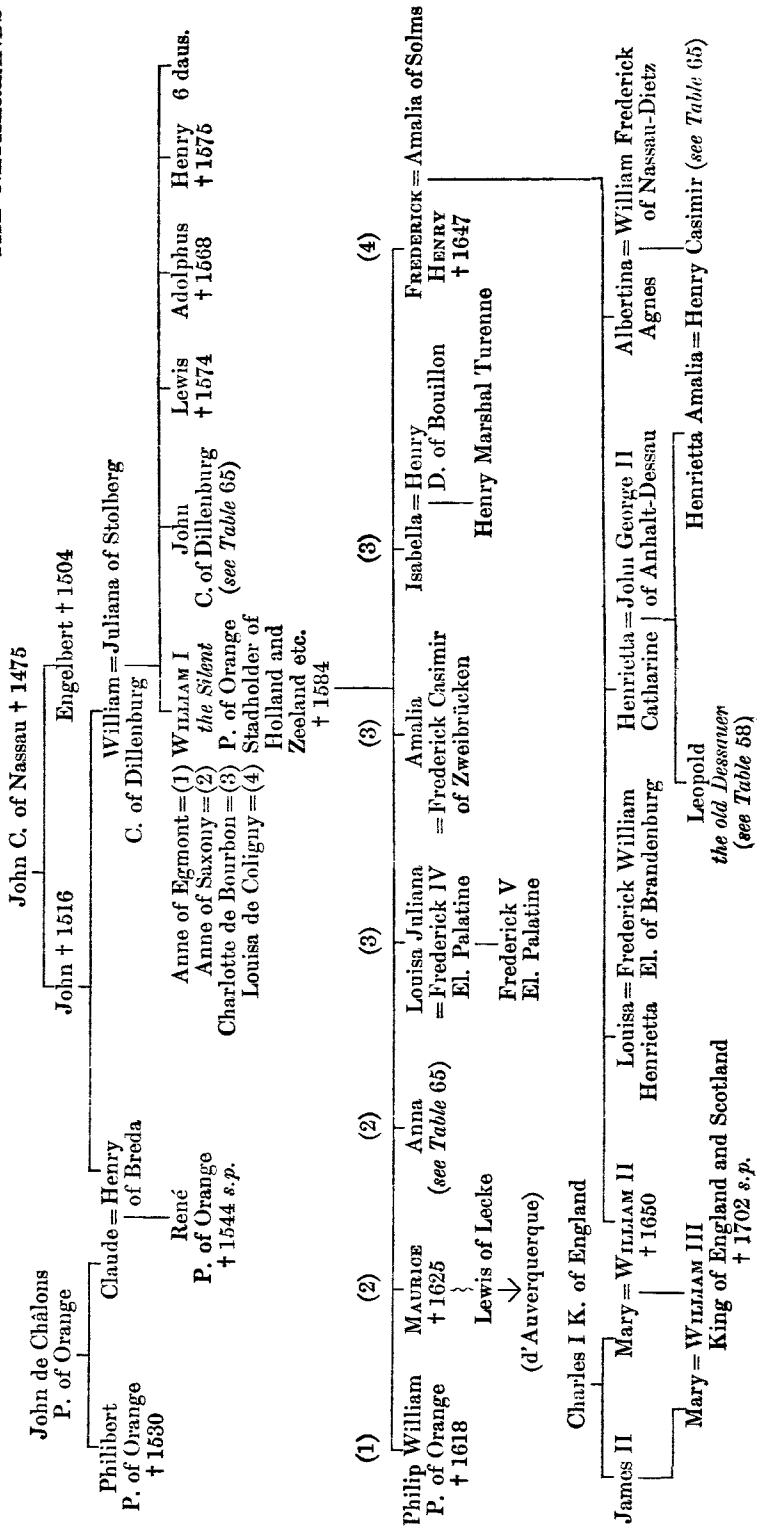 John C. of Nassau † 1475
John † 1516
Engelbert † 1504
John de Châlons
P. of Orange
Philibert
P. of Orange
† 1530
Claude = Henry
of Breda
René
P. of Orange
† 1544 s.p.
William = Juliana of Stolberg
C. of Dillenburg
Anne of Egmont = (1)
Anne of Saxouy = (2)
Charlotte de Bourbon = (3)
Louisa de Coligny = (4)
WILLIAM I
the Silent
P. of Orange
Stadholder of
Holland and
Zeeland etc.
† 1584
John
C. of Dillenburg
(see Table 65)
Lewis
† 1574
Adolphus
† 1568
Henry
† 1575
6 daus.
(1)
Philip William
P. of Orange
† 1618
(2)
MAURICE
† 1625
Lewis of Lecke
(d'Auverquerque)
(2)
Anna
(see Table 65)
(3)
Louisa Juliana
= Frederick IV
El. Palatine
Frederick V
El. Palatine
(3)
Amalia
= Frederick Casimir
of Zweibrücken
(3)
Isabella = Henry
D. of Bouillon
Henry Marshal Turenne
(4)
FREDERICK = Amalia of Solms
HENRY
† 1647
Charles I K. of England
James II
Mary = WILLIAM II
† 1650
Mary = WILLIAM III
King of England and Scotland
† 1702 s.p.
Louisa = Frederick William
Henrietta El. of Brandenburg
Henrietta = John George II
Catharine of Anhalt-Dessau
Albertina = William Frederick
Agnes of Nassau-Dietz
Leopold
the old Dessauer
(see Table 58)
Henrietta Amalia = Henry Casimir (see Table 65)